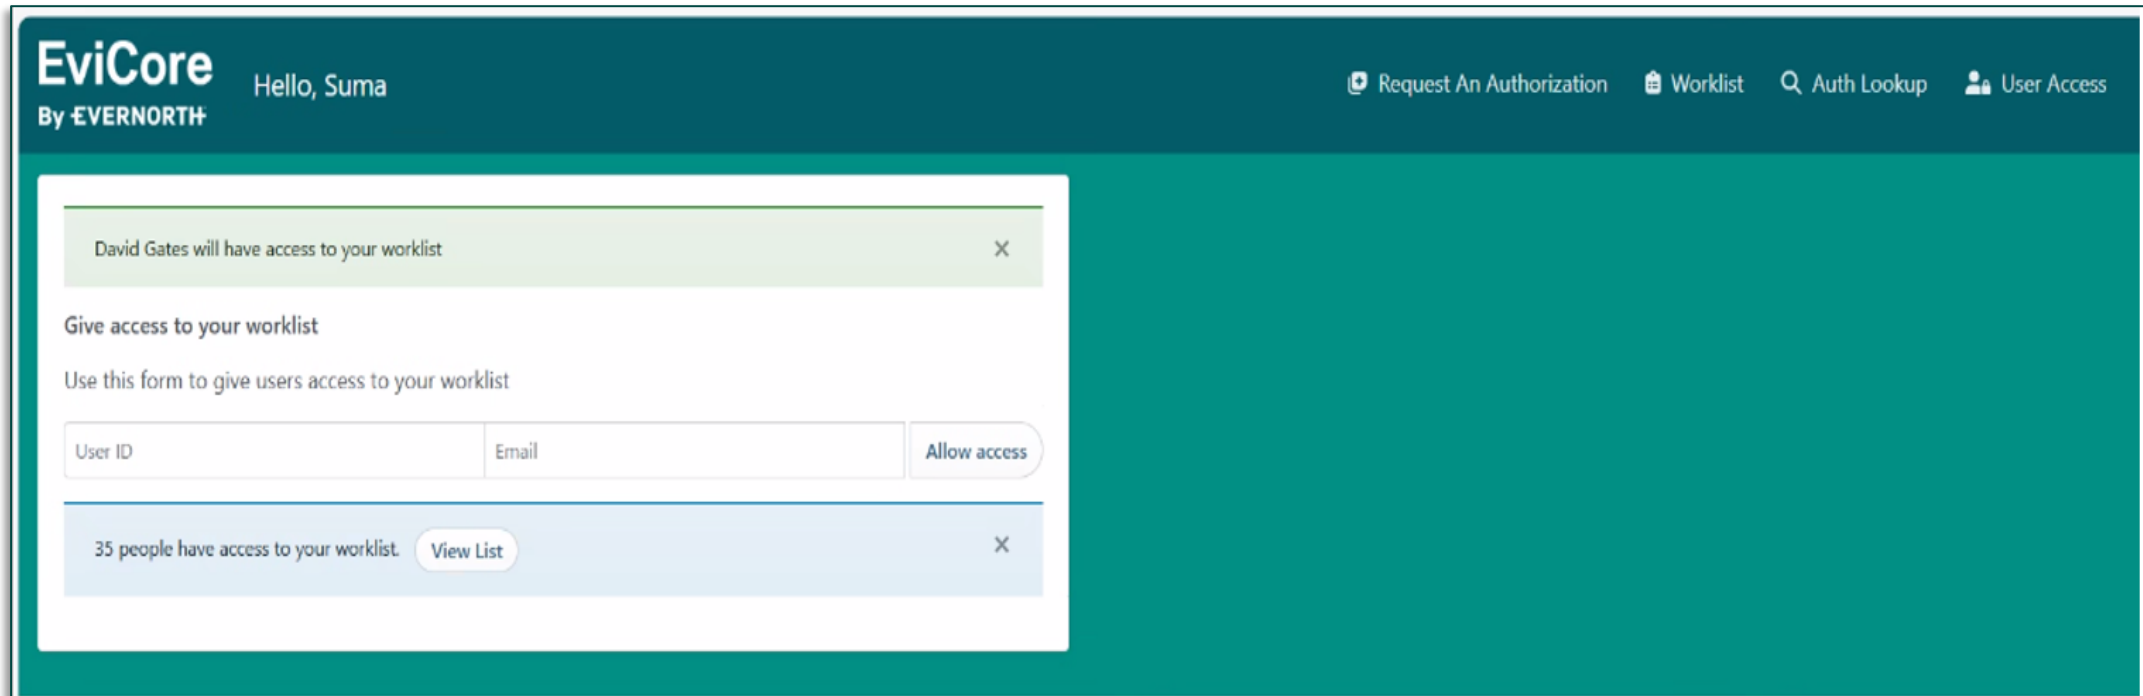 EviCore
By EVERNORTH
Hello, Suma
Request An Authorization
Worklist
Auth Lookup
User Access
David Gates will have access to your worklist
Give access to your worklist
Use this form to give users access to your worklist
User ID
Email
Allow access
35 people have access to your worklist.
View List